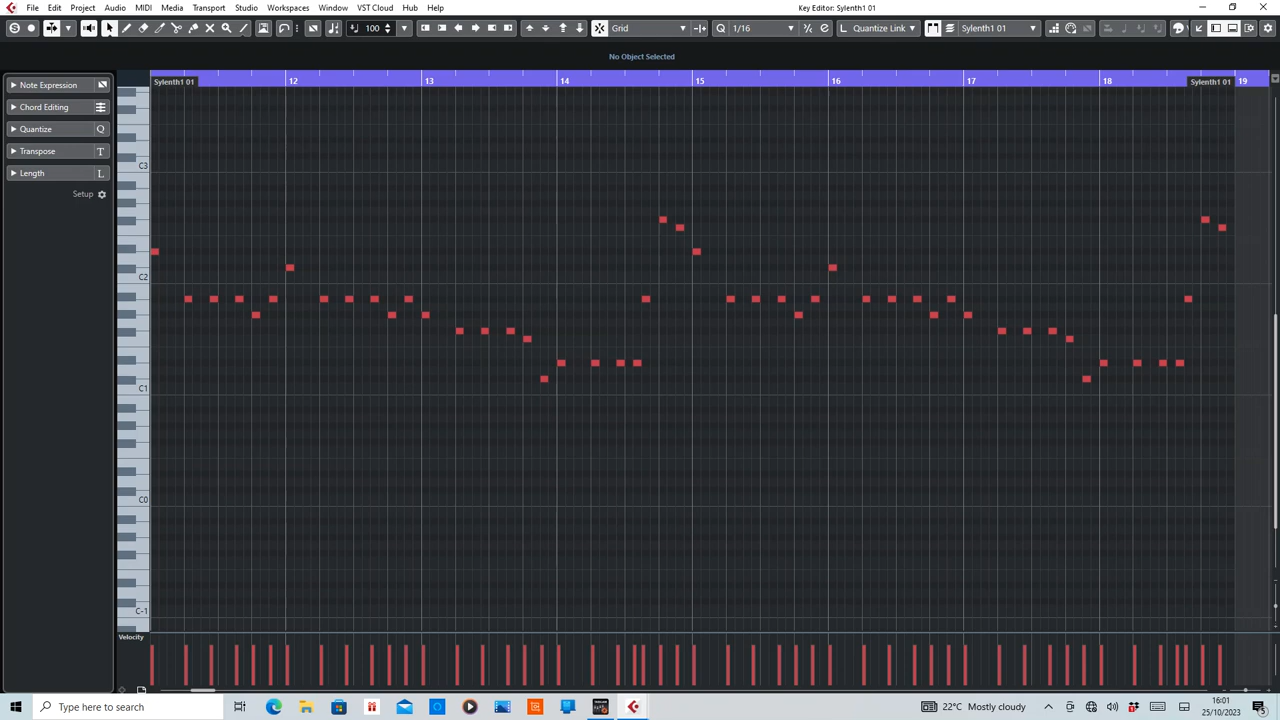 File Edit Project Audio MIDI Media Transport Studio Workspaces Window VST Cloud Hub Help
Key Editor: Sylenth1 01
100 Grid Q 1/16 L Quantize Link Sylenth1 01
No Object Selected
Note Expression
Chord Editing
Quantize Q
Transpose T
Length L
Setup
Sylenth1 01 12 13 14 15 16 17 18 Sylenth1 01 19
C3
C2
C1
C0
C-1
Velocity
Type here to search
22°C Mostly cloudy
16:01
25/10/2023